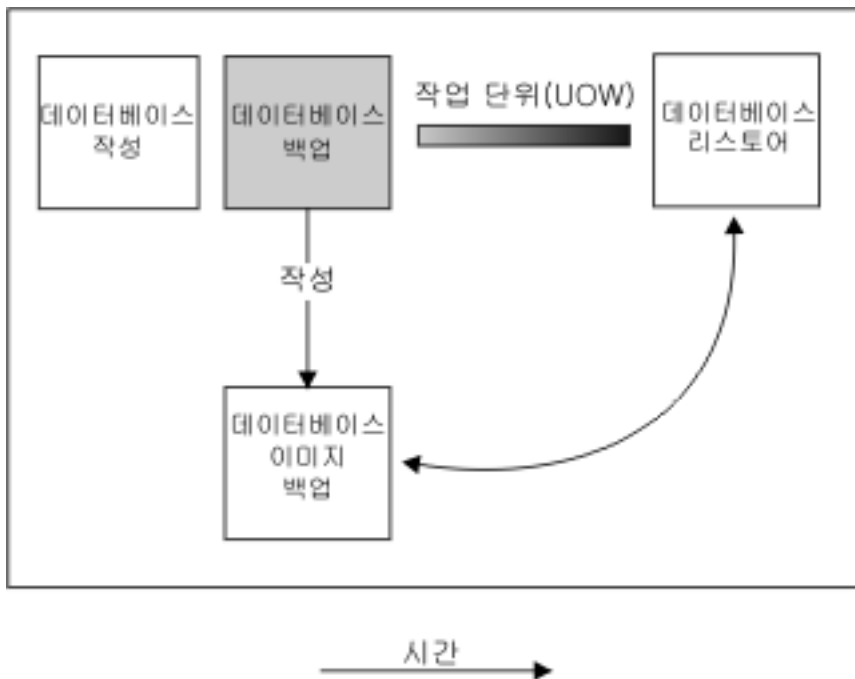 데이터베이스
작성
데이터베이스
백업
작업 단위(UOW)
데이터베이스
리스토어
작성
데이터베이스
이미지
백업
시간